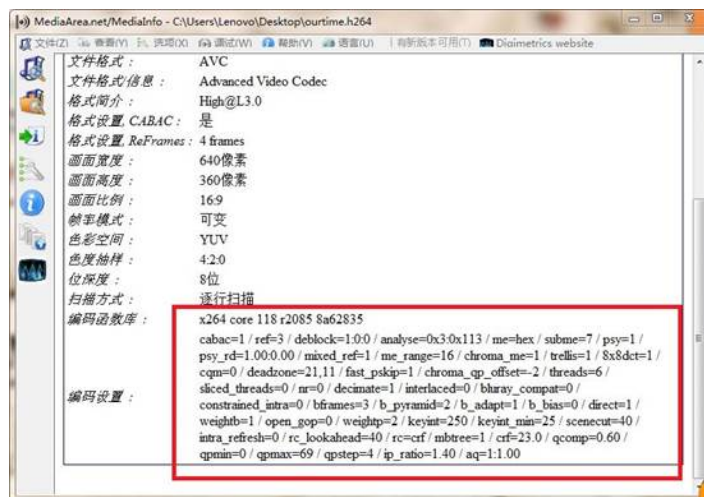 MediaArea.net/MediaInfo - C:\Users\Lenovo\Desktop\ourtime.h264
文件(Z) 查看(V) 选项(X) 调试(W) 帮助(V) 语言(U) 有新版本可用(T) Digimetrics website
文件格式 : AVC
文件格式/信息 : Advanced Video Codec
格式简介 : High@L3.0
格式设置, CABAC : 是
格式设置, ReFrames : 4 frames
画面宽度 : 640像素
画面高度 : 360像素
画面比例 : 16:9
帧率模式 : 可变
色彩空间 : YUV
色度抽样 : 4:2:0
位深度 : 8位
扫描方式 : 逐行扫描
编码函数库 : x264 core 118 r2085 8a62835
编码设置 : cabac=1 / ref=3 / deblock=1:0:0 / analyse=0x3:0x113 / me=hex / subme=7 / psy=1 /
psy_rd=1.00:0.00 / mixed_ref=1 / me_range=16 / chroma_me=1 / trellis=1 / 8x8dct=1 /
cqm=0 / deadzone=21,11 / fast_pskip=1 / chroma_qp_offset=-2 / threads=6 /
sliced_threads=0 / nr=0 / decimate=1 / interlaced=0 / bluray_compat=0 /
constrained_intra=0 / bframes=3 / b_pyramid=2 / b_adapt=1 / b_bias=0 / direct=1 /
weightb=1 / open_gop=0 / weightp=2 / keyint=250 / keyint_min=25 / scenecut=40 /
intra_refresh=0 / rc_lookahead=40 / rc=crf / mbtree=1 / crf=23.0 / qcomp=0.60 /
qpmin=0 / qpmax=69 / qpstep=4 / ip_ratio=1.40 / aq=1:1.00